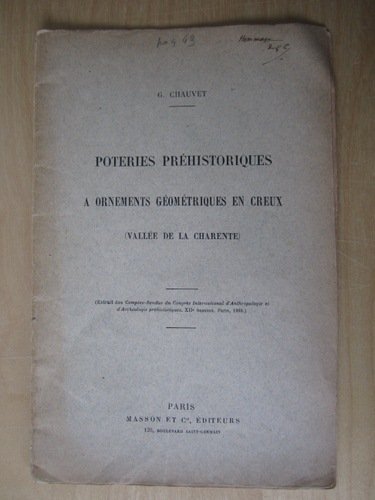 Hommage
G. CHAUVET
POTERIES PRÉHISTORIQUES
A ORNEMENTS GÉOMÉTRIQUES EN CREUX
(VALLÉE DE LA CHARENTE)
(Extrait des Comptes-Rendus du Congrès International d'Anthropologie et
d'Archéologie préhistoriques, XIIe session. Paris,
PARIS
MASSON ET Cie, ÉDITEURS
120, BOULEVARD SAINT-GERMAIN